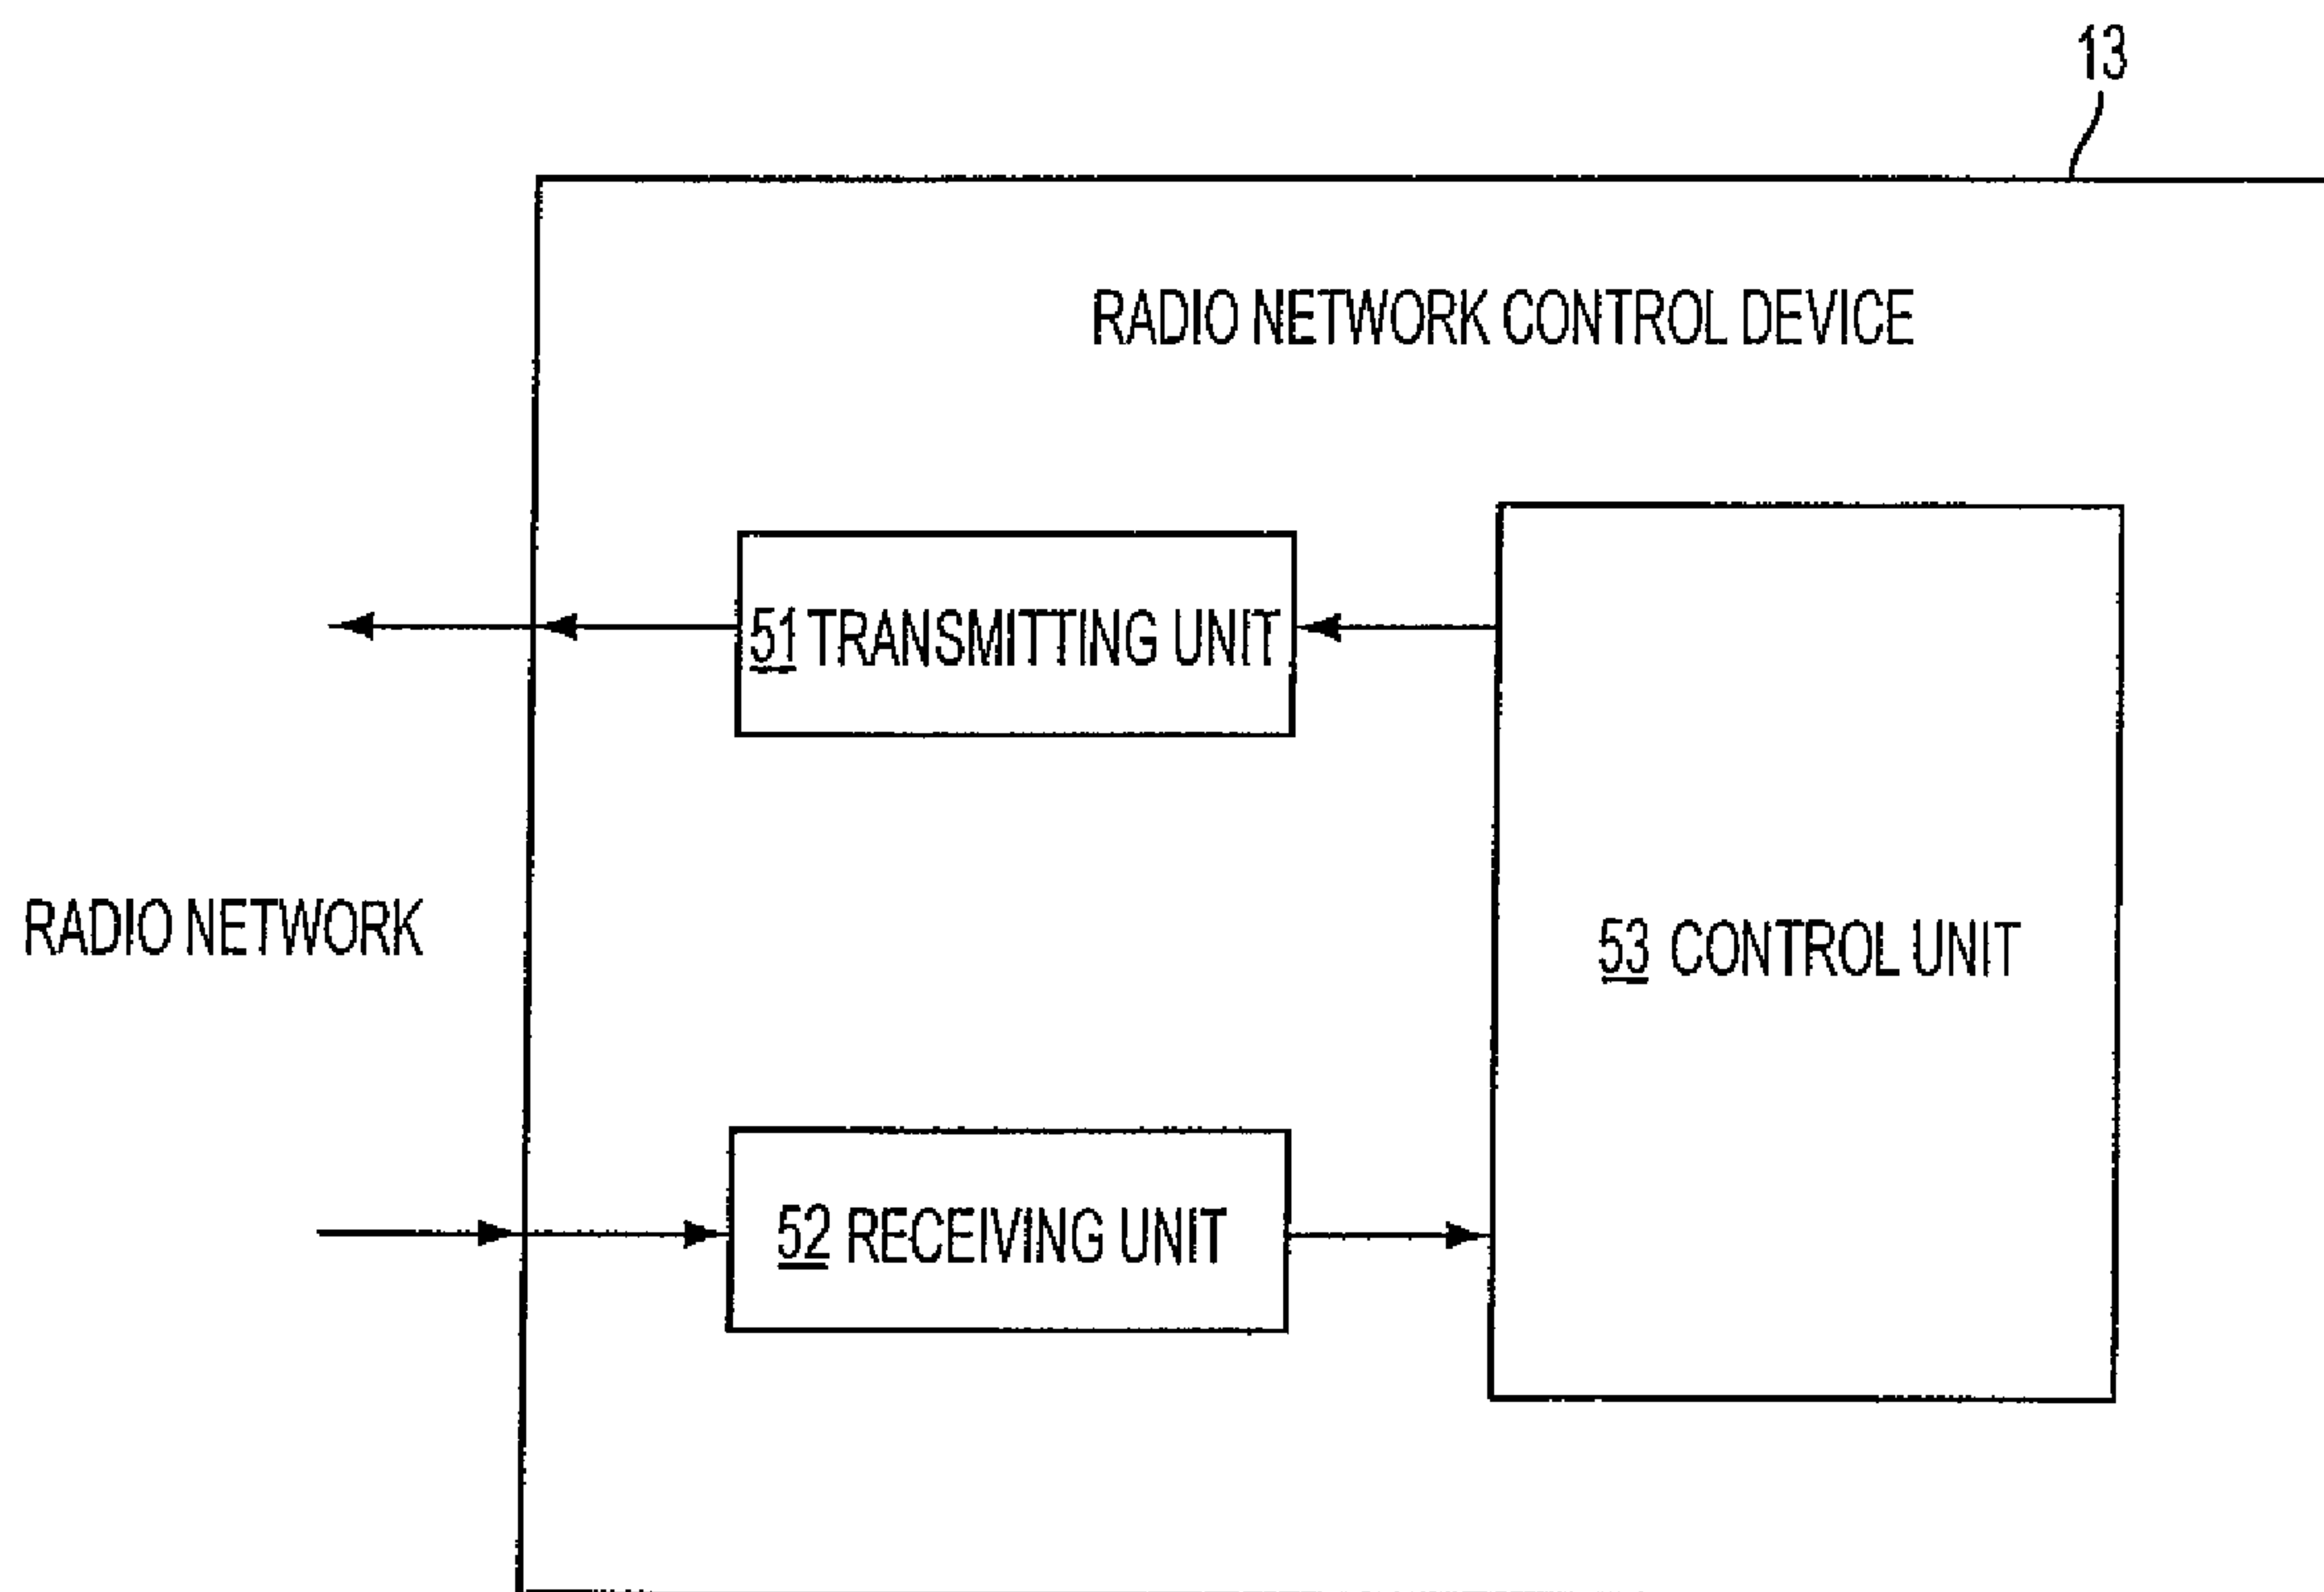 13
RADIO NETWORK CONTROL DEVICE
51 TRANSMITTING UNIT
RADIO NETWORK
53 CONTROL UNIT
52 RECEIVING UNIT